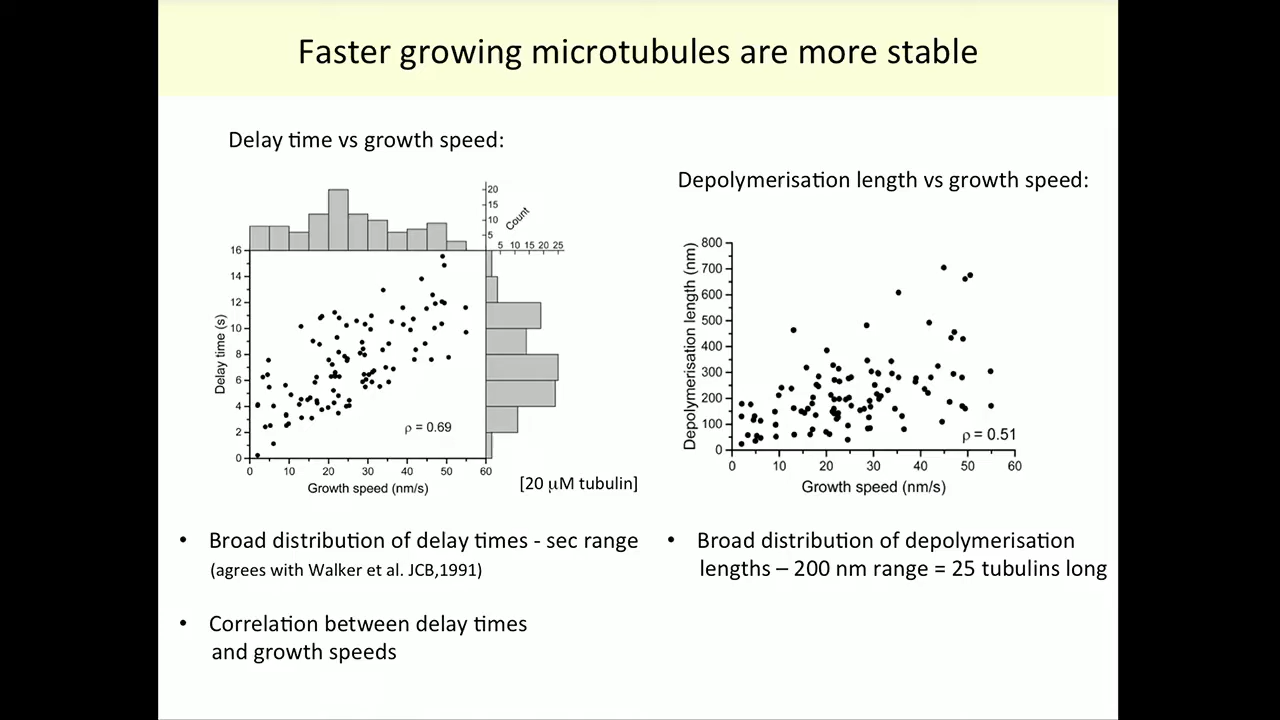 Faster growing microtubules are more stable
Delay time vs growth speed:
20
15
10
5
Count
5 10 15 20 25
16
14
12
10
8
6
4
2
0
Delay time (s)
ρ = 0.69
0 10 20 30 40 50 60
Growth speed (nm/s)
[20 μM tubulin]
• Broad distribution of delay times - sec range
(agrees with Walker et al. JCB,1991)
• Correlation between delay times
and growth speeds
Depolymerisation length vs growth speed:
800
700
600
500
400
300
200
100
0
Depolymerisation length (nm)
ρ = 0.51
0 10 20 30 40 50 60
Growth speed (nm/s)
• Broad distribution of depolymerisation
lengths – 200 nm range = 25 tubulins long